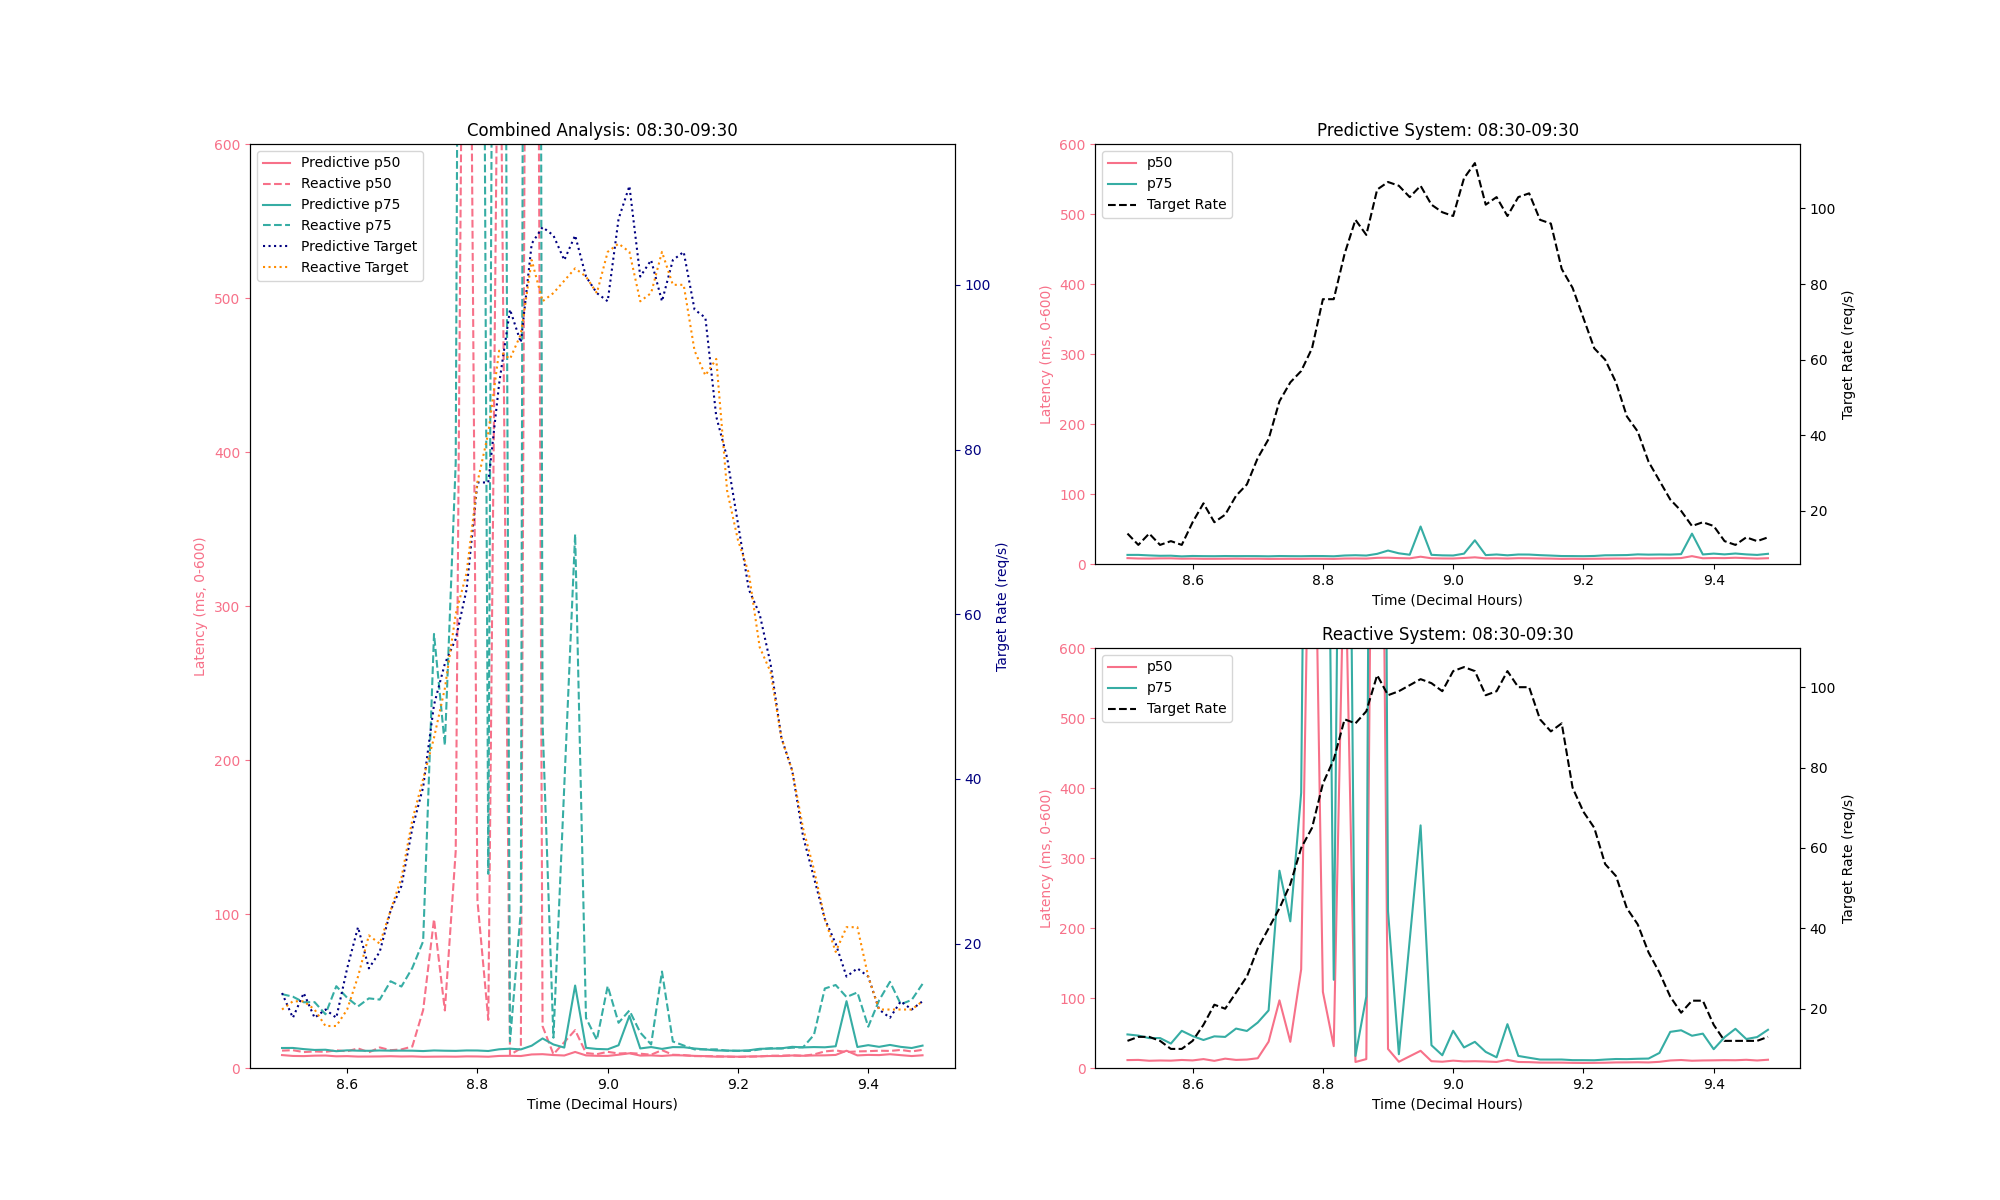 Combined Analysis: 08:30-09:30
600
500
400
300
200
100
0
Latency (ms, 0-600)
Predictive p50
Reactive p50
Predictive p75
Reactive p75
Predictive Target
Reactive Target
100
80
60
40
20
Target Rate (req/s)
8.6 8.8 9.0 9.2 9.4
Time (Decimal Hours)
Predictive System: 08:30-09:30
600
500
400
300
200
100
0
Latency (ms, 0-600)
p50
p75
Target Rate
100
80
60
40
20
Target Rate (req/s)
8.6 8.8 9.0 9.2 9.4
Time (Decimal Hours)
Reactive System: 08:30-09:30
600
500
400
300
200
100
0
Latency (ms, 0-600)
p50
p75
Target Rate
100
80
60
40
20
Target Rate (req/s)
8.6 8.8 9.0 9.2 9.4
Time (Decimal Hours)